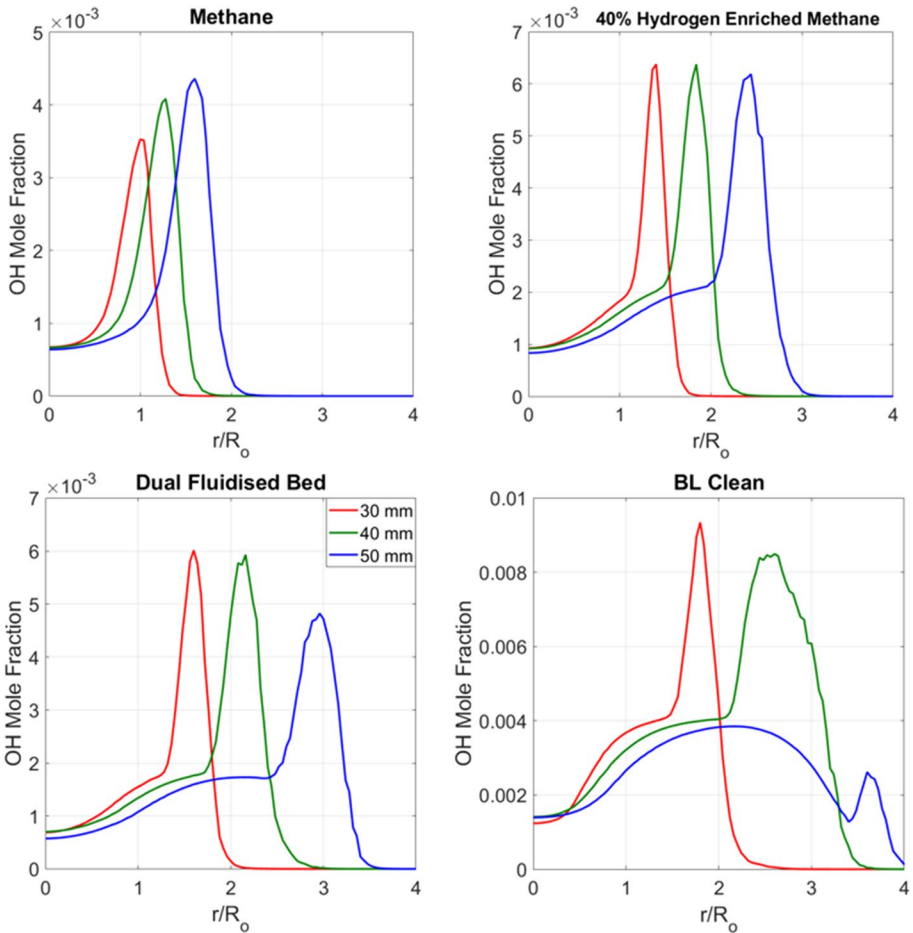 Methane
×10⁻³
5
4
3
2
1
0
OH Mole Fraction
0 1 2 3 4
r/Rₒ
40% Hydrogen Enriched Methane
×10⁻³
7
6
5
4
3
2
1
0
OH Mole Fraction
0 1 2 3 4
r/Rₒ
Dual Fluidised Bed
×10⁻³
7
6
5
4
3
2
1
0
OH Mole Fraction
30 mm
40 mm
50 mm
0 1 2 3 4
r/Rₒ
BL Clean
0.01
0.008
0.006
0.004
0.002
0
OH Mole Fraction
0 1 2 3 4
r/Rₒ